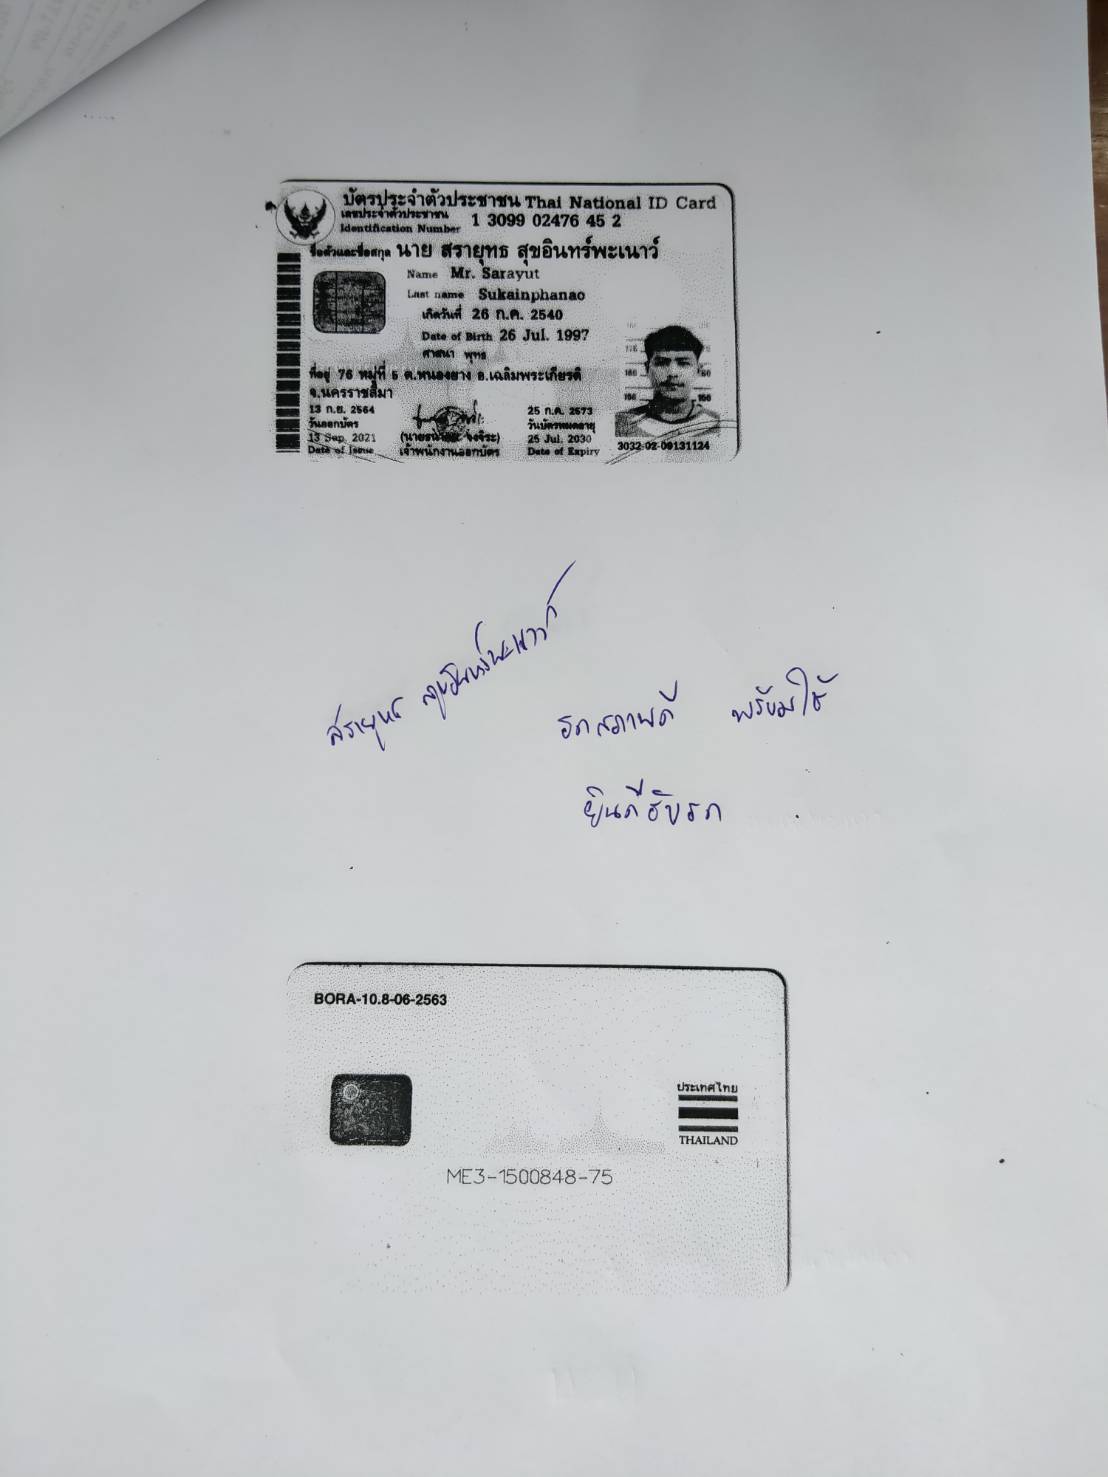 บัตรประจำตัวประชาชน Thai National ID Card
เลขประจำตัวประชาชน
Identification Number 1 3099 02476 45 2
ชื่อตัวและชื่อสกุล นาย สรายุทธ สุขอินทร์พะเนาว์
Name Mr. Sarayut
Last name Sukainphanao
เกิดวันที่ 26 ก.ค. 2540
Date of Birth 26 Jul. 1997
ศาสนา พุทธ
ที่อยู่ 76 หมู่ที่ 5 ต.หนองยาง อ.เฉลิมพระเกียรติ
จ.นครราชสีมา
13 ก.ย. 2564
วันออกบัตร
13 Sep. 2021
Date of Issue
เจ้าพนักงานออกบัตร
25 ก.ค. 2573
วันบัตรหมดอายุ
25 Jul. 2030
Date of Expiry
3032-02-09131124
สรายุทธ สุขอินทร์พะเนาว์
รถสภาพดี พร้อมใช้
ยินดีรับรถ
BORA-10.8-06-2563
ประเทศไทย
THAILAND
ME3-1500848-75